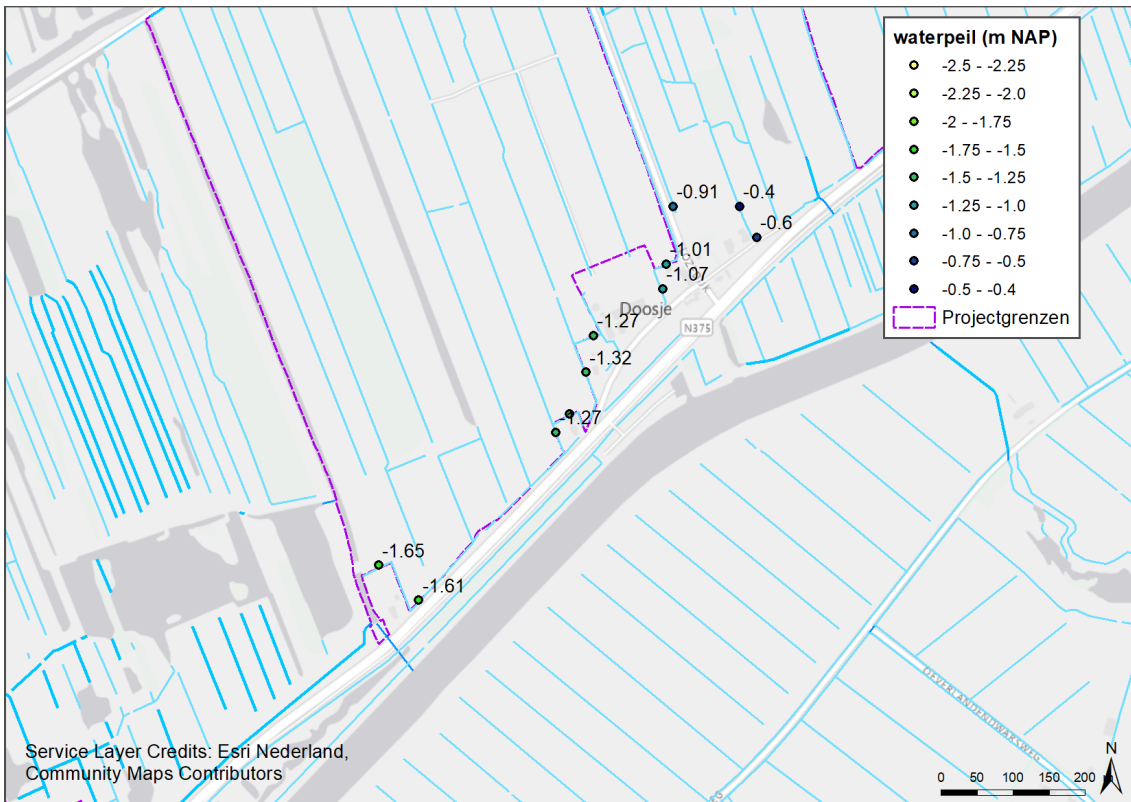 waterpeil (m NAP)
-2.5 - -2.25
-2.25 - -2.0
-2 - -1.75
-1.75 - -1.5
-1.5 - -1.25
-1.25 - -1.0
-1.0 - -0.75
-0.75 - -0.5
-0.5 - -0.4
Projectgrenzen
-0.91
-0.4
-0.6
-1.01
-1.07
Doosje
N375
-1.27
-1.32
-1.27
-1.65
-1.61
OEVERLANDENDWARSWEG
Service Layer Credits: Esri Nederland,
Community Maps Contributors
N
0 50 100 150 200